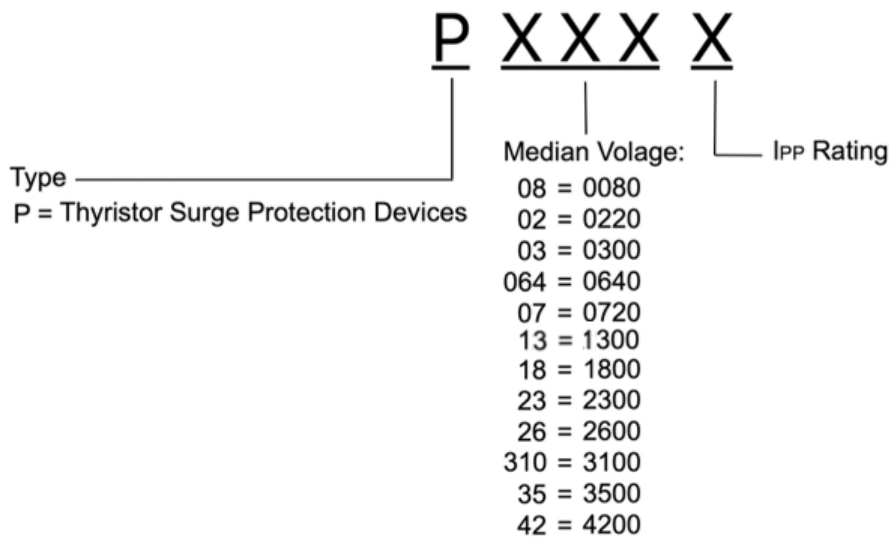 P XXX X
Median Volage:
IPP Rating
Type
P = Thyristor Surge Protection Devices
08 = 0080
02 = 0220
03 = 0300
064 = 0640
07 = 0720
13 = 1300
18 = 1800
23 = 2300
26 = 2600
310 = 3100
35 = 3500
42 = 4200